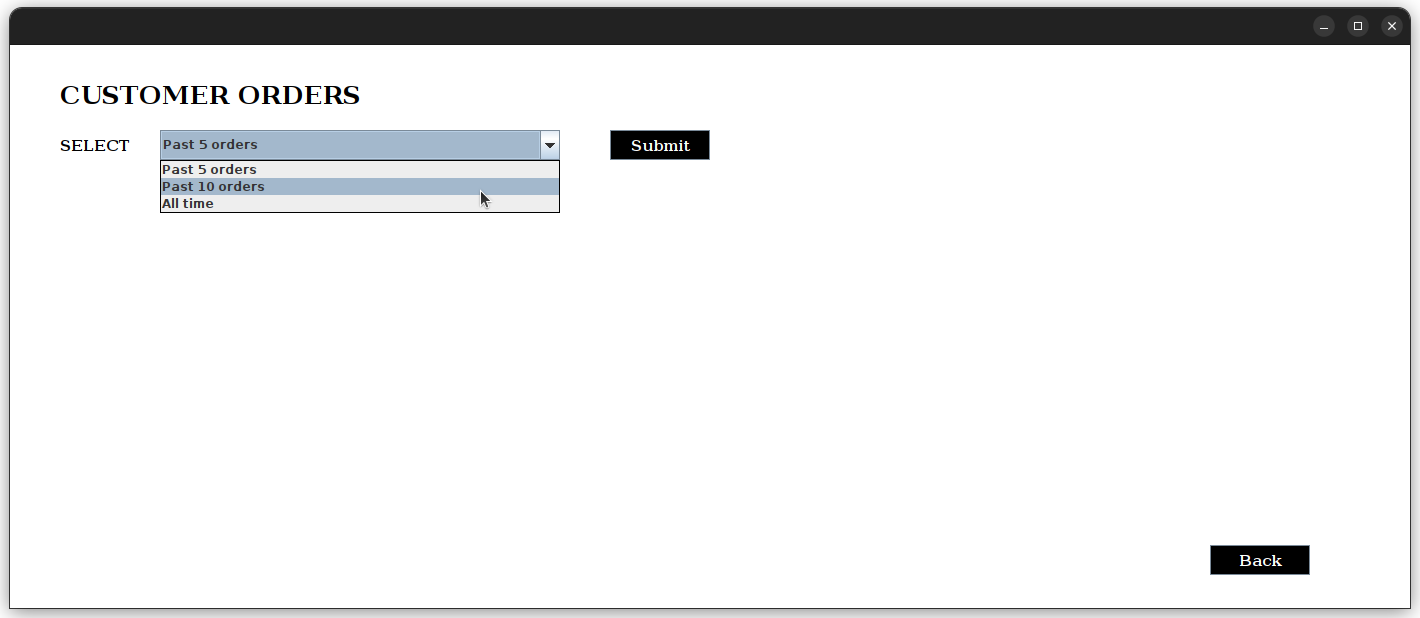 CUSTOMER ORDERS
SELECT
Past 5 orders
Submit
Past 5 orders
Past 10 orders
All time
Back